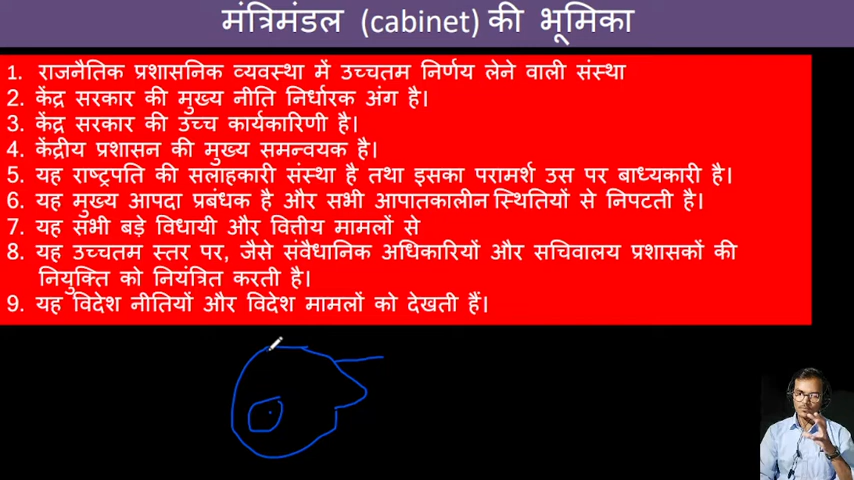 मंत्रिमंडल (cabinet) की भूमिका
1. राजनैतिक प्रशासनिक व्यवस्था में उच्चतम निर्णय लेने वाली संस्था
2. केंद्र सरकार की मुख्य नीति निर्धारक अंग है।
3. केंद्र सरकार की उच्च कार्यकारिणी है।
4. केंद्रीय प्रशासन की मुख्य समन्वयक है।
5. यह राष्ट्रपति की सलाहकारी संस्था है तथा इसका परामर्श उस पर बाध्यकारी है।
6. यह मुख्य आपदा प्रबंधक है और सभी आपातकालीन स्थितियों से निपटती है।
7. यह सभी बड़े विधायी और वितीय मामलों से
8. यह उच्चतम स्तर पर, जैसे संवैधानिक अधिकारियों और सचिवालय प्रशासकों की
नियुक्ति को नियंत्रित करती है।
9. यह विदेश नीतियों और विदेश मामलों को देखती हैं।